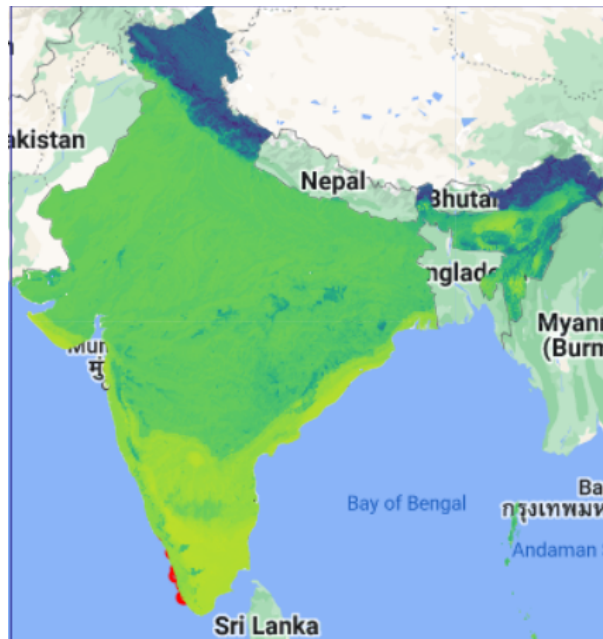 akistan
Nepal
Bhutan
nglade
Mum
मुं
Myanm
(Burm
Bay of Bengal
Ba
กรุงเทพมห
Andaman S
Sri Lanka